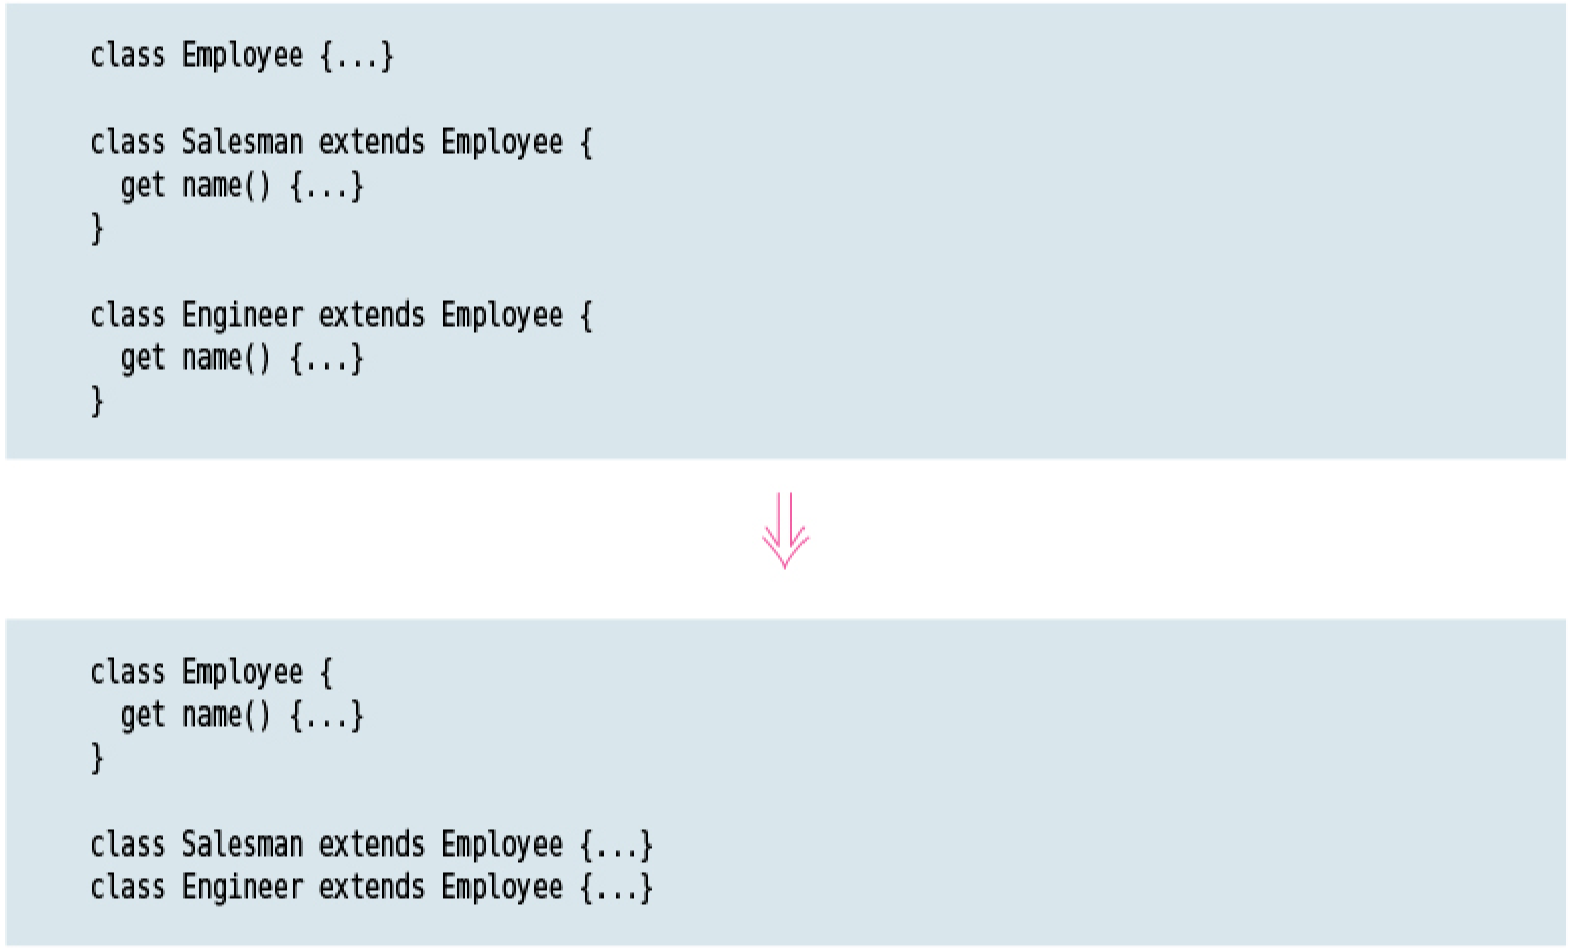 class Employee {...}
class Salesman extends Employee {
get name() {...}
}
class Engineer extends Employee {
get name() {...}
}
class Employee {
get name() {...}
}
class Salesman extends Employee {...}
class Engineer extends Employee {...}